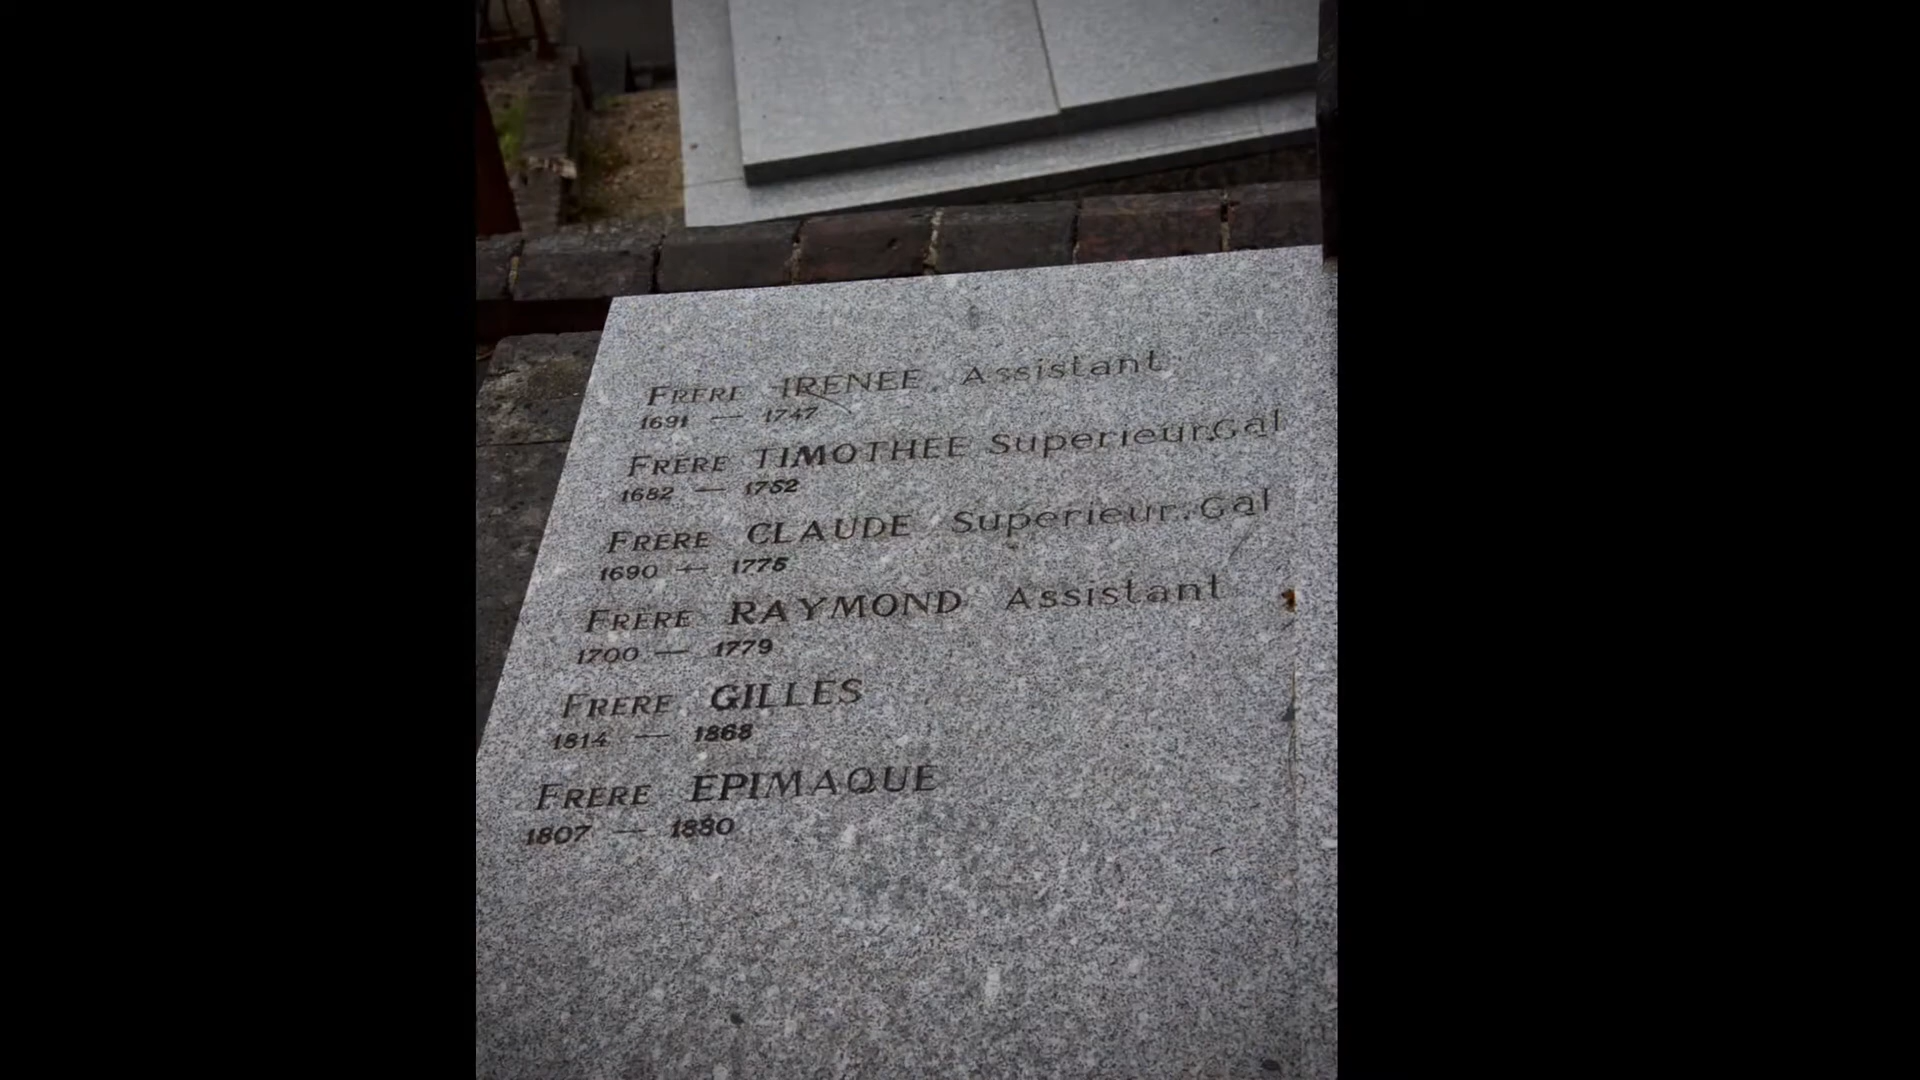 FRERE IRENEE. Assistant
1691 — 1747
FRERE TIMOTHEE Superieur.Gal
1682 — 1752
FRERE CLAUDE Superieur.Gal
1690 — 1775
FRERE RAYMOND Assistant
1700 — 1779
FRERE GILLES
1814 — 1868
FRERE EPIMAQUE
1807 — 1880